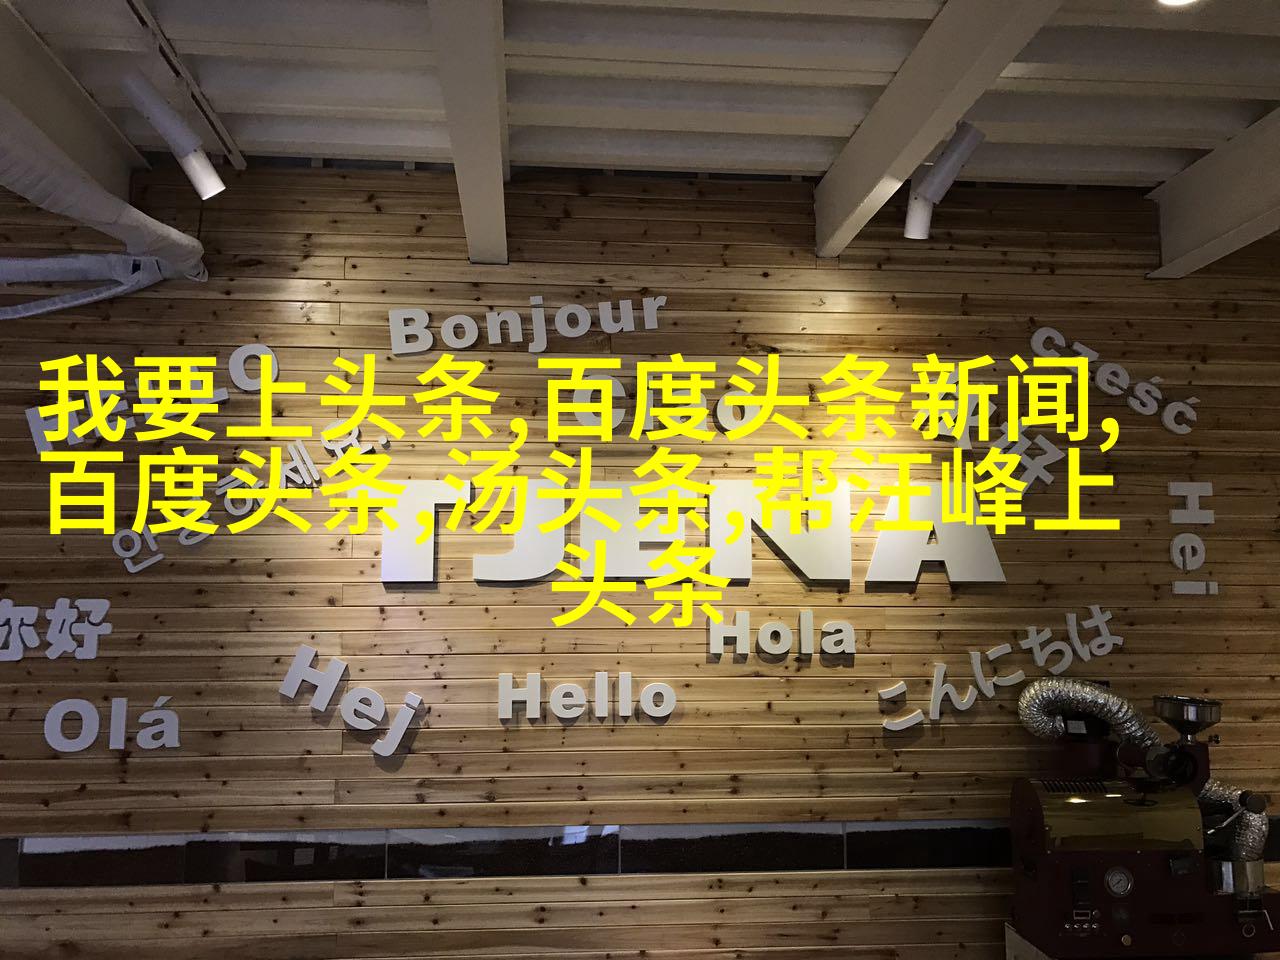 Bonjour
cześć
我要上头条,百度头条新闻,
百度头条,汤头条,帮汪峰上
头条
Ciao
TJENA
Hej
你好
Hola
こんにちは
Hej
Hello
Olá